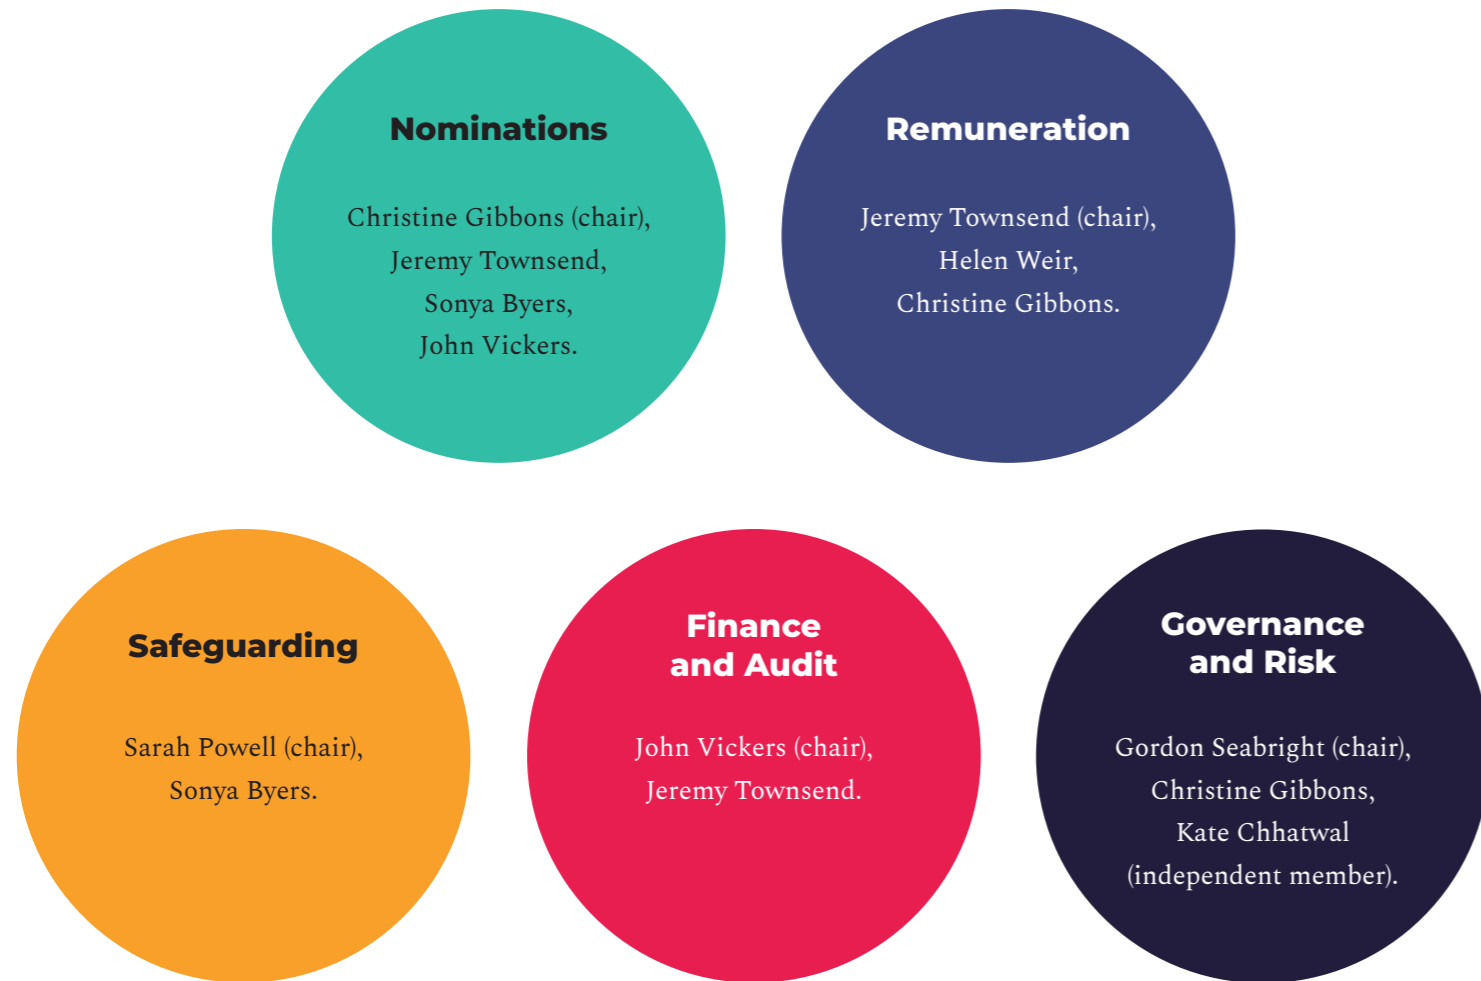 Nominations
Christine Gibbons (chair),
Jeremy Townsend,
Sonya Byers,
John Vickers.
Remuneration
Jeremy Townsend (chair),
Helen Weir,
Christine Gibbons.
Safeguarding
Sarah Powell (chair),
Sonya Byers.
Finance
and Audit
John Vickers (chair),
Jeremy Townsend.
Governance
and Risk
Gordon Seabright (chair),
Christine Gibbons,
Kate Chhatwal
(independent member).